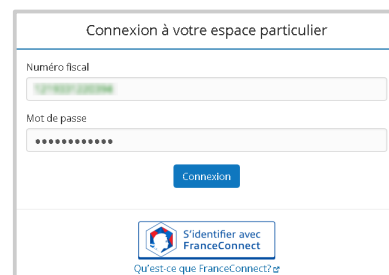 Connexion à votre espace particulier
Numéro fiscal
Mot de passe
●●●●●●●●●●●●
Connexion
S'identifier avec
FranceConnect
Qu'est-ce que FranceConnect?